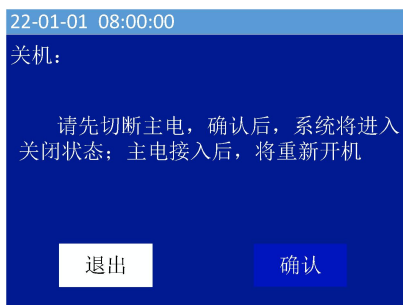 22-01-01 08:00:00
关机：
请先切断主电，确认后，系统将进入
关闭状态；主电接入后，将重新开机
退出 确认